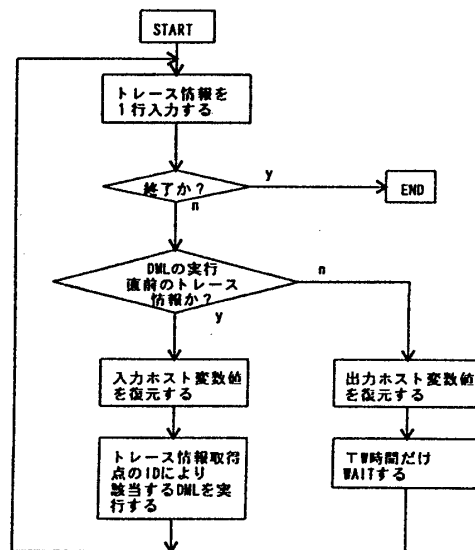 START
トレース情報を
1行入力する
終了か?
y
END
n
DMLの実行
直前のトレース
情報か?
n
y
入力ホスト変数値
を復元する
出力ホスト変数値
を復元する
トレース情報取得
点のIDにより
該当するDMLを実
行する
TW時間だけ
WAITする